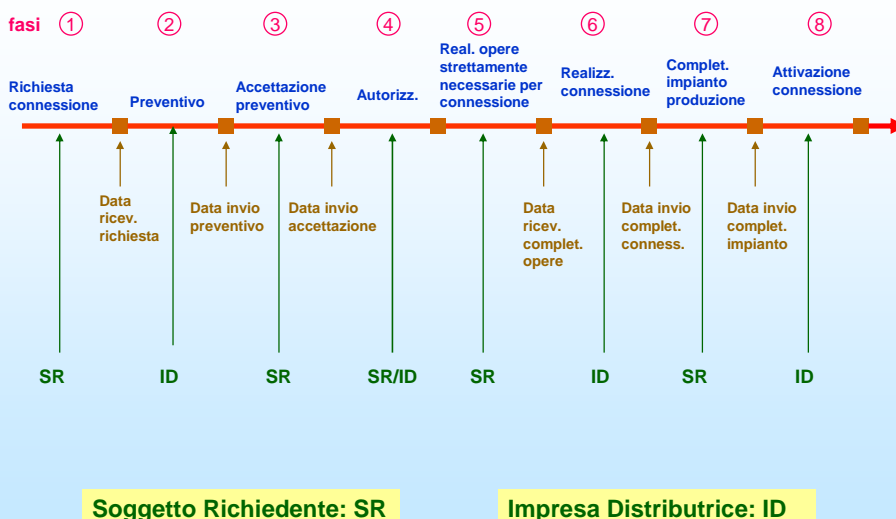 fasi 1 2 3 4 5 6 7 8
Richiesta
connessione
Preventivo
Accettazione
preventivo
Autorizz.
Real. opere
strettamente
necessarie per
connessione
Realizz.
connessione
Complet.
impianto
produzione
Attivazione
connessione
Data
ricev.
richiesta
Data invio
preventivo
Data invio
accettazione
Data
ricev.
complet.
opere
Data invio
complet.
conness.
Data invio
complet.
impianto
SR ID SR SR/ID SR ID SR ID
Soggetto Richiedente: SR
Impresa Distributrice: ID